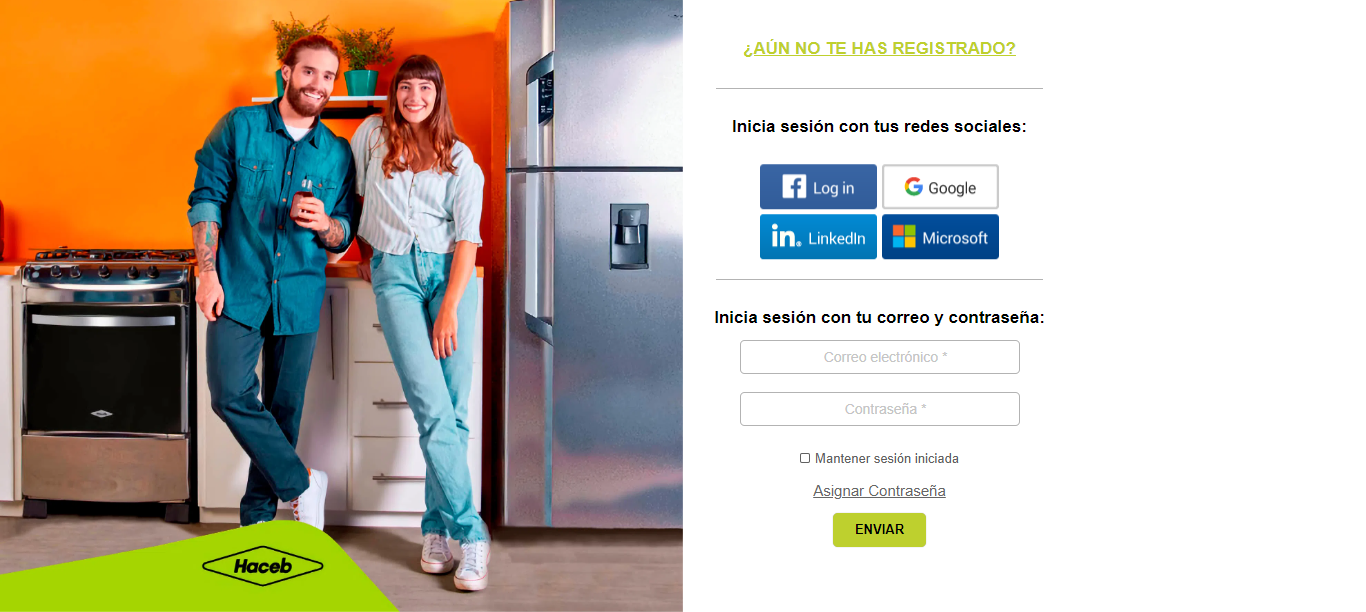 ¿AÚN NO TE HAS REGISTRADO?
Inicia sesión con tus redes sociales:
Log in
Google
LinkedIn
Microsoft
Inicia sesión con tu correo y contraseña:
Correo electrónico *
Contraseña *
Mantener sesión iniciada
Asignar Contraseña
ENVIAR
Haceb